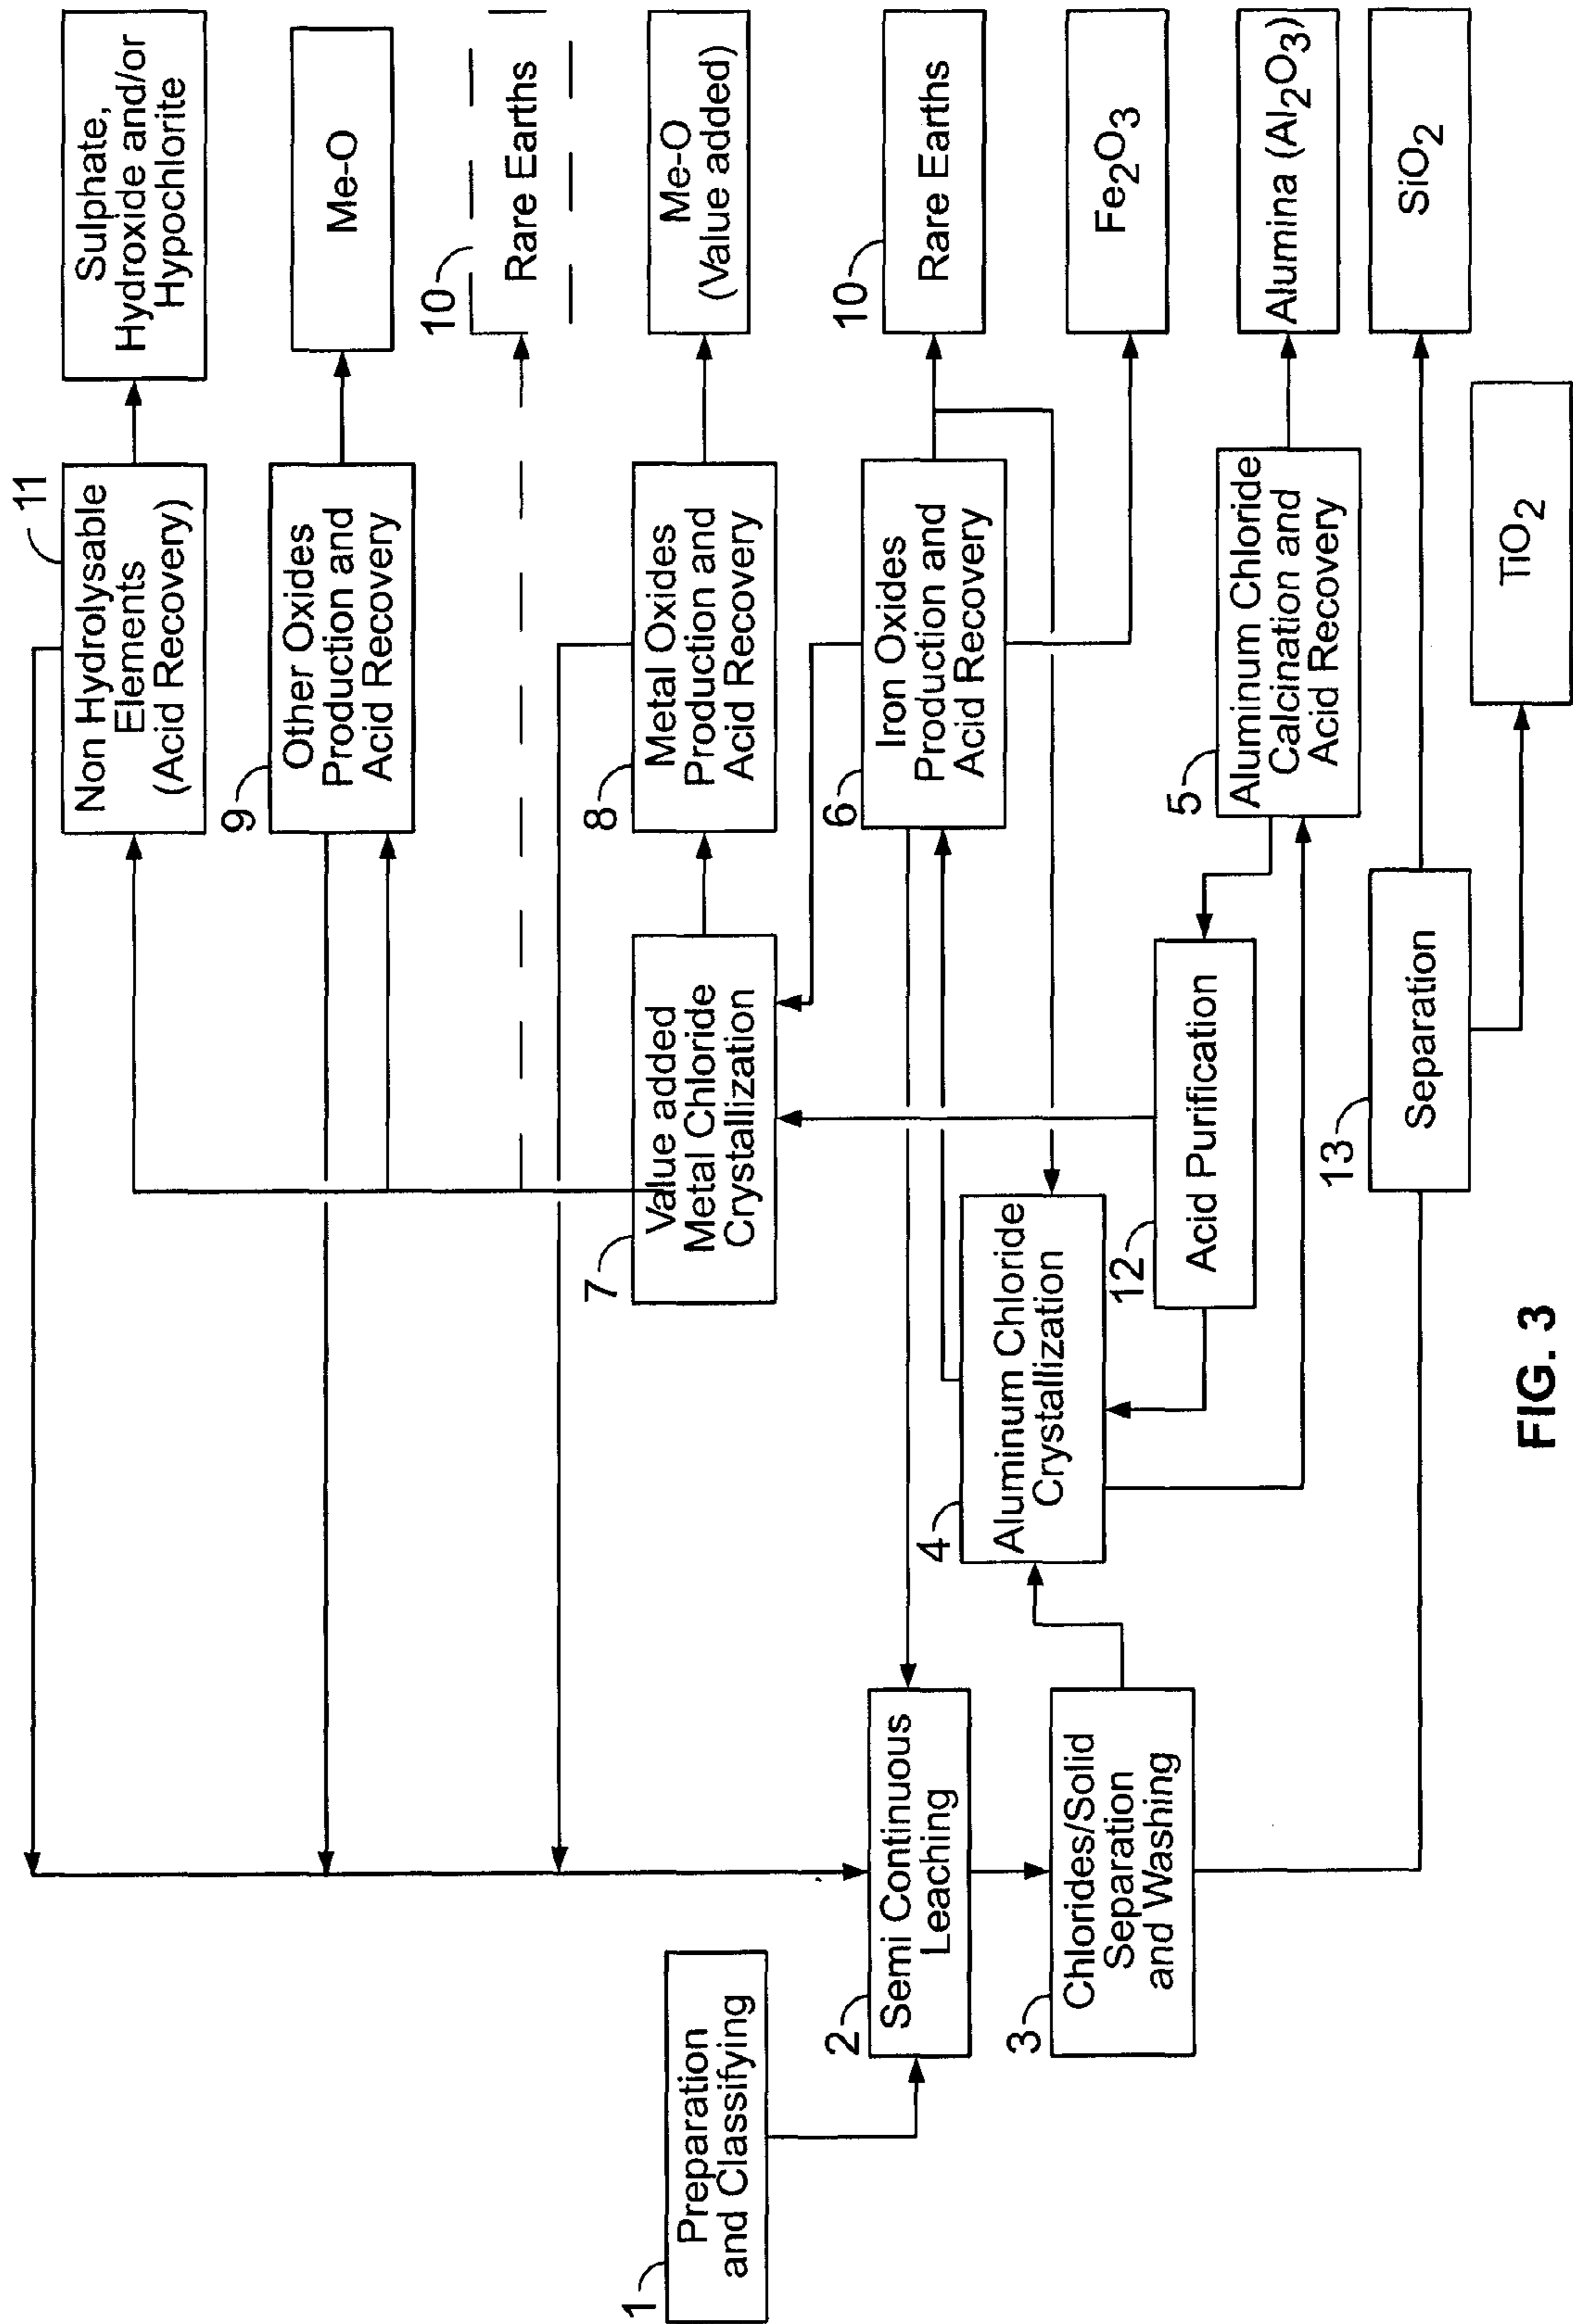 1
Preparation
and Classifying
2
Semi Continuous
Leaching
3
Chlorides/Solid
Separation
and Washing
4
Aluminum Chloride
Crystallization
7
Value added
Metal Chloride
Crystallization
12
Acid Purification
13
Separation
11
Non Hydrolysable
Elements
(Acid Recovery)
9
Other Oxides
Production and
Acid Recovery
8
Metal Oxides
Production and
Acid Recovery
6
Iron Oxides
Production and
Acid Recovery
5
Aluminum Chloride
Calcination and
Acid Recovery
Sulphate,
Hydroxide and/or
Hypochlorite
Me-O
10
Rare Earths
Me-O
(Value added)
10
Rare Earths
Fe2O3
Alumina (Al2O3)
SiO2
TiO2
FIG. 3